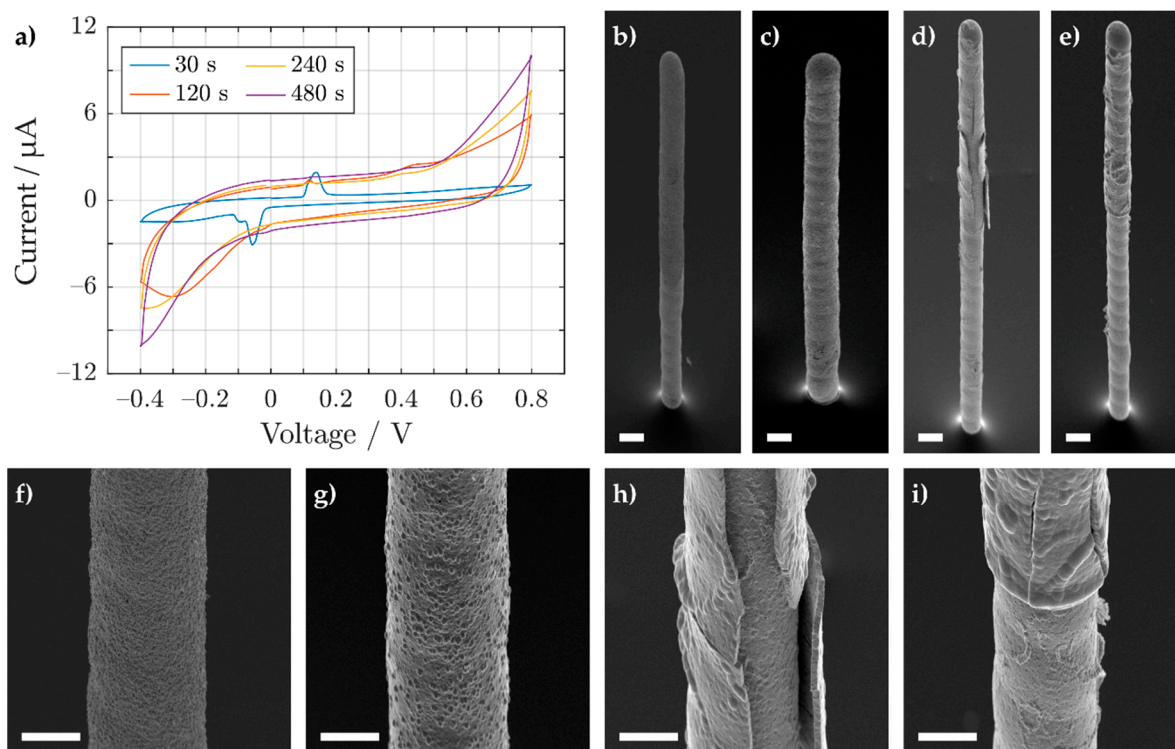 a)
12
6
0
−6
−12
Current / µA
30 s
240 s
120 s
480 s
−0.4
−0.2
0
0.2
0.4
0.6
0.8
Voltage / V
b)
c)
d)
e)
f)
g)
h)
i)